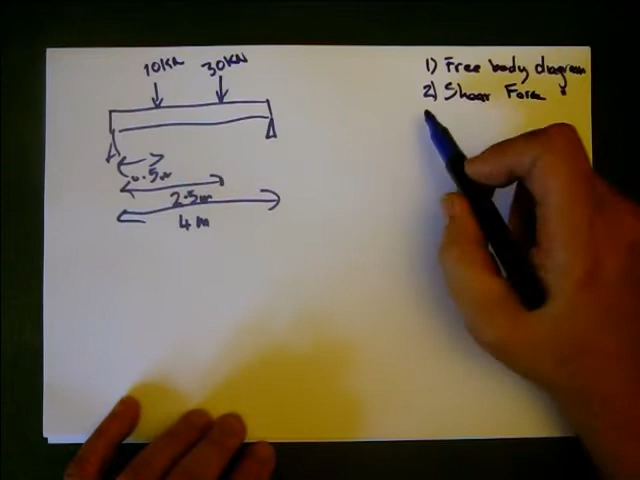 10KN 30KN
0.5m
2.5m
4m
1) Free body diagram
2) Shear Force "